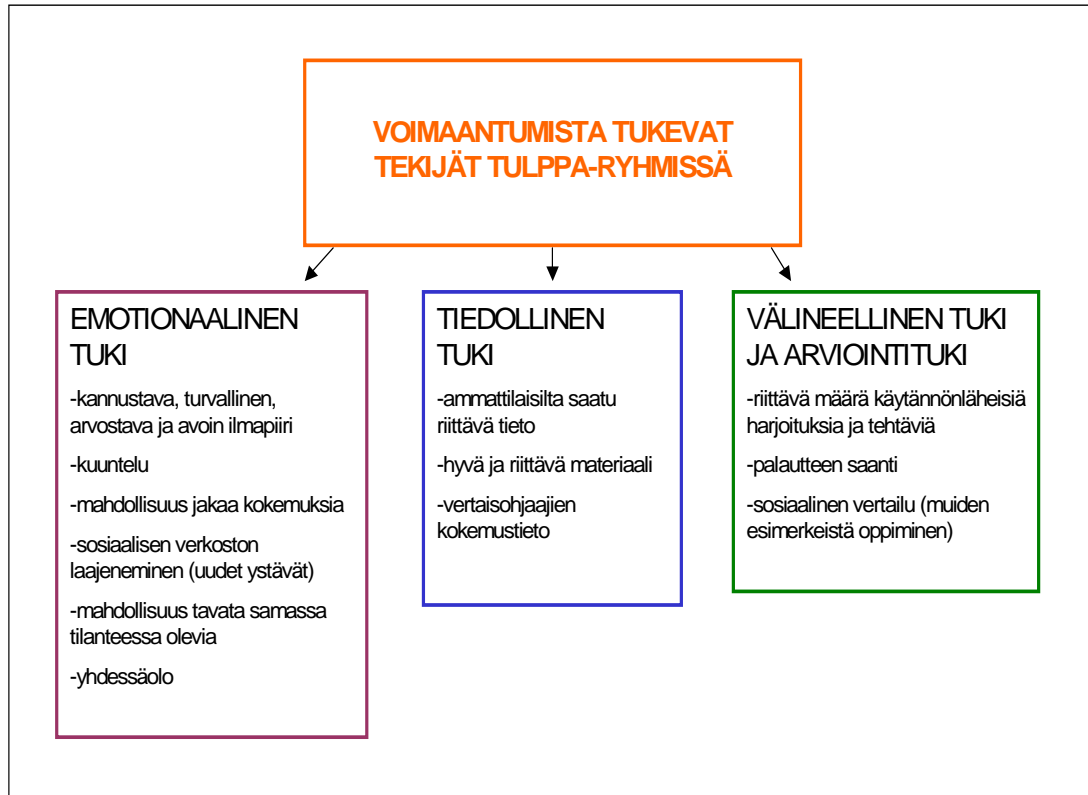 VOIMAANTUMISTA TUKEVAT
TEKIJÄT TULPPA-RYHMISSÄ
EMOTIONAALINEN
TUKI
-kannustava, turvallinen,
arvostava ja avoin ilmapiiri
-kuuntelu
-mahdollisuus jakaa kokemuksia
-sosiaalisen verkoston
laajeneminen (uudet ystävät)
-mahdollisuus tavata samassa
tilanteessa olevia
-yhdessäolo
TIEDOLLINEN
TUKI
-ammattilaisilta saatu
riittävä tieto
-hyvä ja riittävä materiaali
-vertaisohjaajien
kokemustieto
VÄLINEELLINEN TUKI
JA ARVIOINTITUKI
-riittävä määrä käytännönläheisiä
harjoituksia ja tehtäviä
-palautteen saanti
-sosiaalinen vertailu (muiden
esimerkeistä oppiminen)